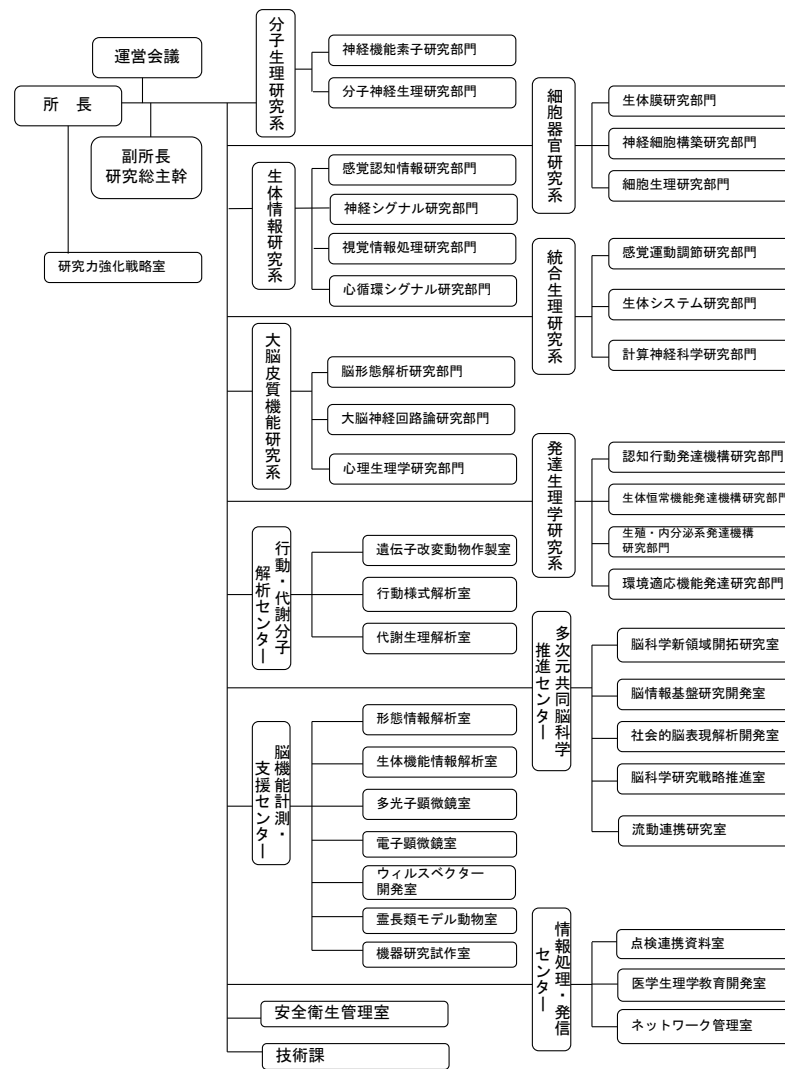 運営会議
所　長
副所長
研究総主幹
研究力強化戦略室
分子生理研究系
神経機能素子研究部門
分子神経生理研究部門
細胞器官研究系
生体膜研究部門
神経細胞構築研究部門
細胞生理研究部門
生体情報研究系
感覚認知情報研究部門
神経シグナル研究部門
視覚情報処理研究部門
心循環シグナル研究部門
統合生理研究系
感覚運動調節研究部門
生体システム研究部門
計算神経科学研究部門
大脳皮質機能研究系
脳形態解析研究部門
大脳神経回路論研究部門
心理生理学研究部門
発達生理学研究系
認知行動発達機構研究部門
生体恒常機能発達機構研究部門
生殖・内分泌系発達機構
研究部門
環境適応機能発達研究部門
行動・代謝分子
解析センター
遺伝子改変動物作製室
行動様式解析室
代謝生理解析室
多次元共同脳科学
推進センター
脳科学新領域開拓研究室
脳情報基盤研究開発室
社会的脳表現解析開発室
脳科学研究戦略推進室
流動連携研究室
脳機能計測・
支援センター
形態情報解析室
生体機能情報解析室
多光子顕微鏡室
電子顕微鏡室
ウィルスベクター
開発室
霊長類モデル動物室
機器研究試作室
情報処理・発信
センター
点検連携資料室
医学生理学教育開発室
ネットワーク管理室
安全衛生管理室
技術課